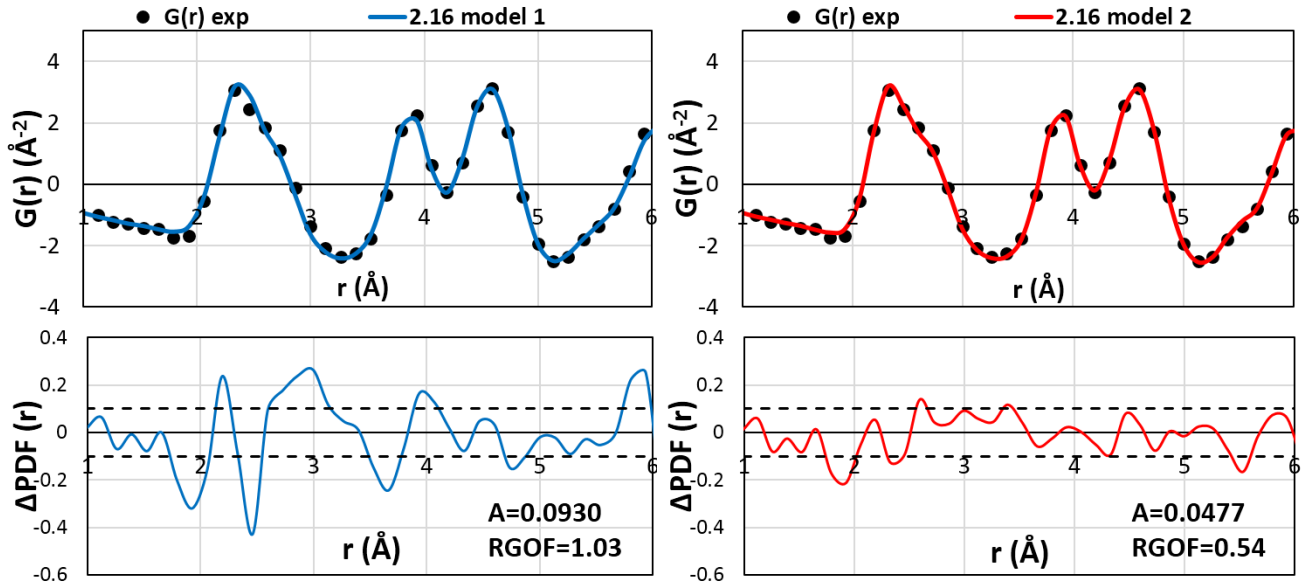 G(r) exp 2.16 model 1
G(r) (Å-2)
4
2
0
-2
-4
1 2 3 4 5 6
r (Å)
G(r) exp 2.16 model 2
G(r) (Å-2)
4
2
0
-2
-4
1 2 3 4 5 6
r (Å)
ΔPDF (r)
0.4
0.2
0
-0.2
-0.4
-0.6
1 2 3 4 5 6
A=0.0930
RGOF=1.03
r (Å)
ΔPDF (r)
0.4
0.2
0
-0.2
-0.4
-0.6
1 2 3 4 5 6
A=0.0477
RGOF=0.54
r (Å)